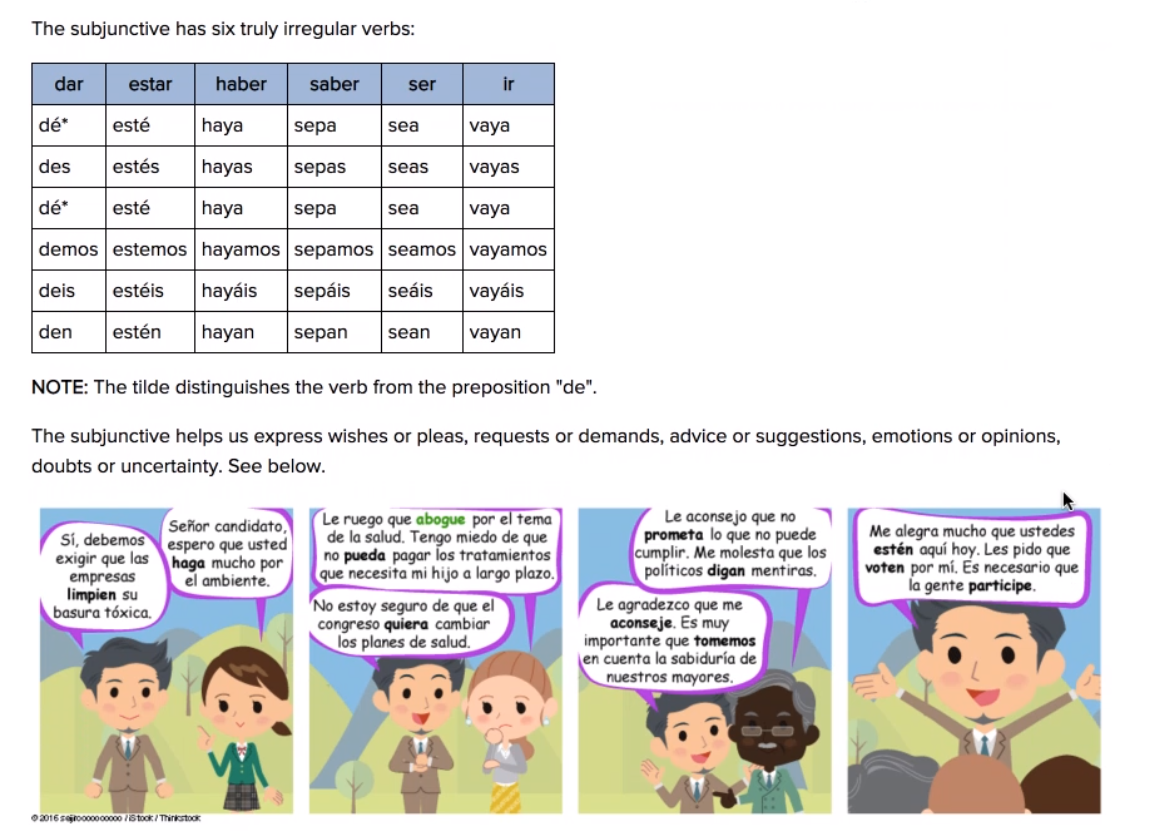 The subjunctive has six truly irregular verbs:
dar estar haber saber ser ir
dé* esté haya sepa sea vaya
des estés hayas sepas seas vayas
dé* esté haya sepa sea vaya
demos estemos hayamos sepamos seamos vayamos
deis estéis hayáis sepáis seáis vayáis
den estén hayan sepan sean vayan
NOTE: The tilde distinguishes the verb from the preposition "de".
The subjunctive helps us express wishes or pleas, requests or demands, advice or suggestions, emotions or opinions,
doubts or uncertainty. See below.
Señor candidato,
espero que usted
haga mucho por
el ambiente.
Sí, debemos
exigir que las
empresas
limpien su
basura tóxica.
Le ruego que abogue por el tema
de la salud. Tengo miedo de que
no pueda pagar los tratamientos
que necesita mi hijo a largo plazo.
No estoy seguro de que el
congreso quiera cambiar
los planes de salud.
Le aconsejo que no
prometa lo que no puede
cumplir. Me molesta que los
políticos digan mentiras.
Le agradezco que me
aconseje. Es muy
importante que tomemos
en cuenta la sabiduría de
nuestros mayores.
Me alegra mucho que ustedes
estén aquí hoy. Les pido que
voten por mí. Es necesario que
la gente participe.
© 2016 / iStock / Thinkstock